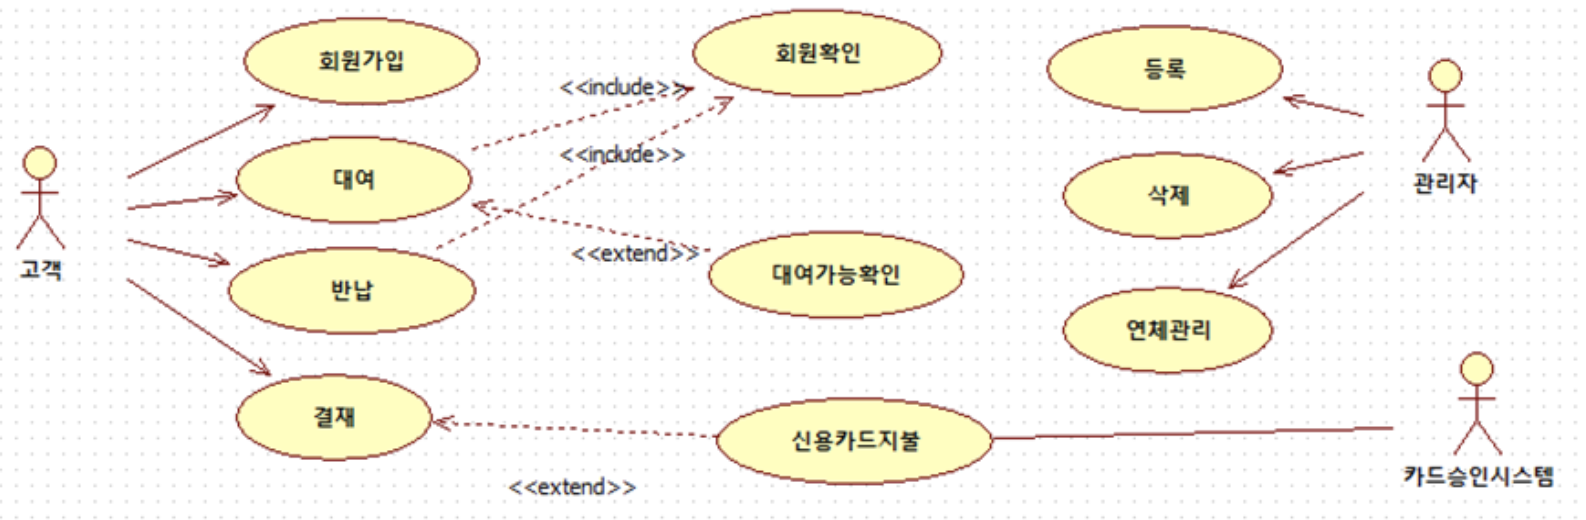 회원가입
회원확인
등록
<<include>>
대여
<<include>>
삭제
관리자
고객
반납
<<extend>>
대여가능확인
연체관리
결재
신용카드지불
카드승인시스템
<<extend>>